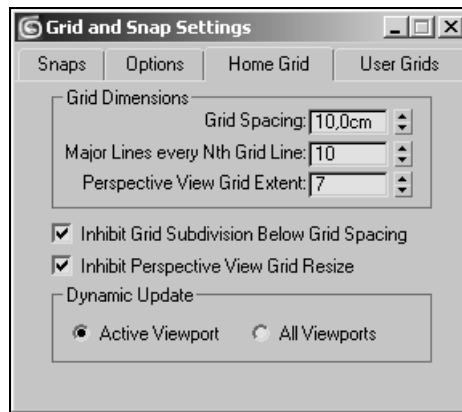 Grid and Snap Settings
Snaps Options Home Grid User Grids
Grid Dimensions
Grid Spacing: 10,0cm
Major Lines every Nth Grid Line: 10
Perspective View Grid Extent: 7
Inhibit Grid Subdivision Below Grid Spacing
Inhibit Perspective View Grid Resize
Dynamic Update
Active Viewport All Viewports